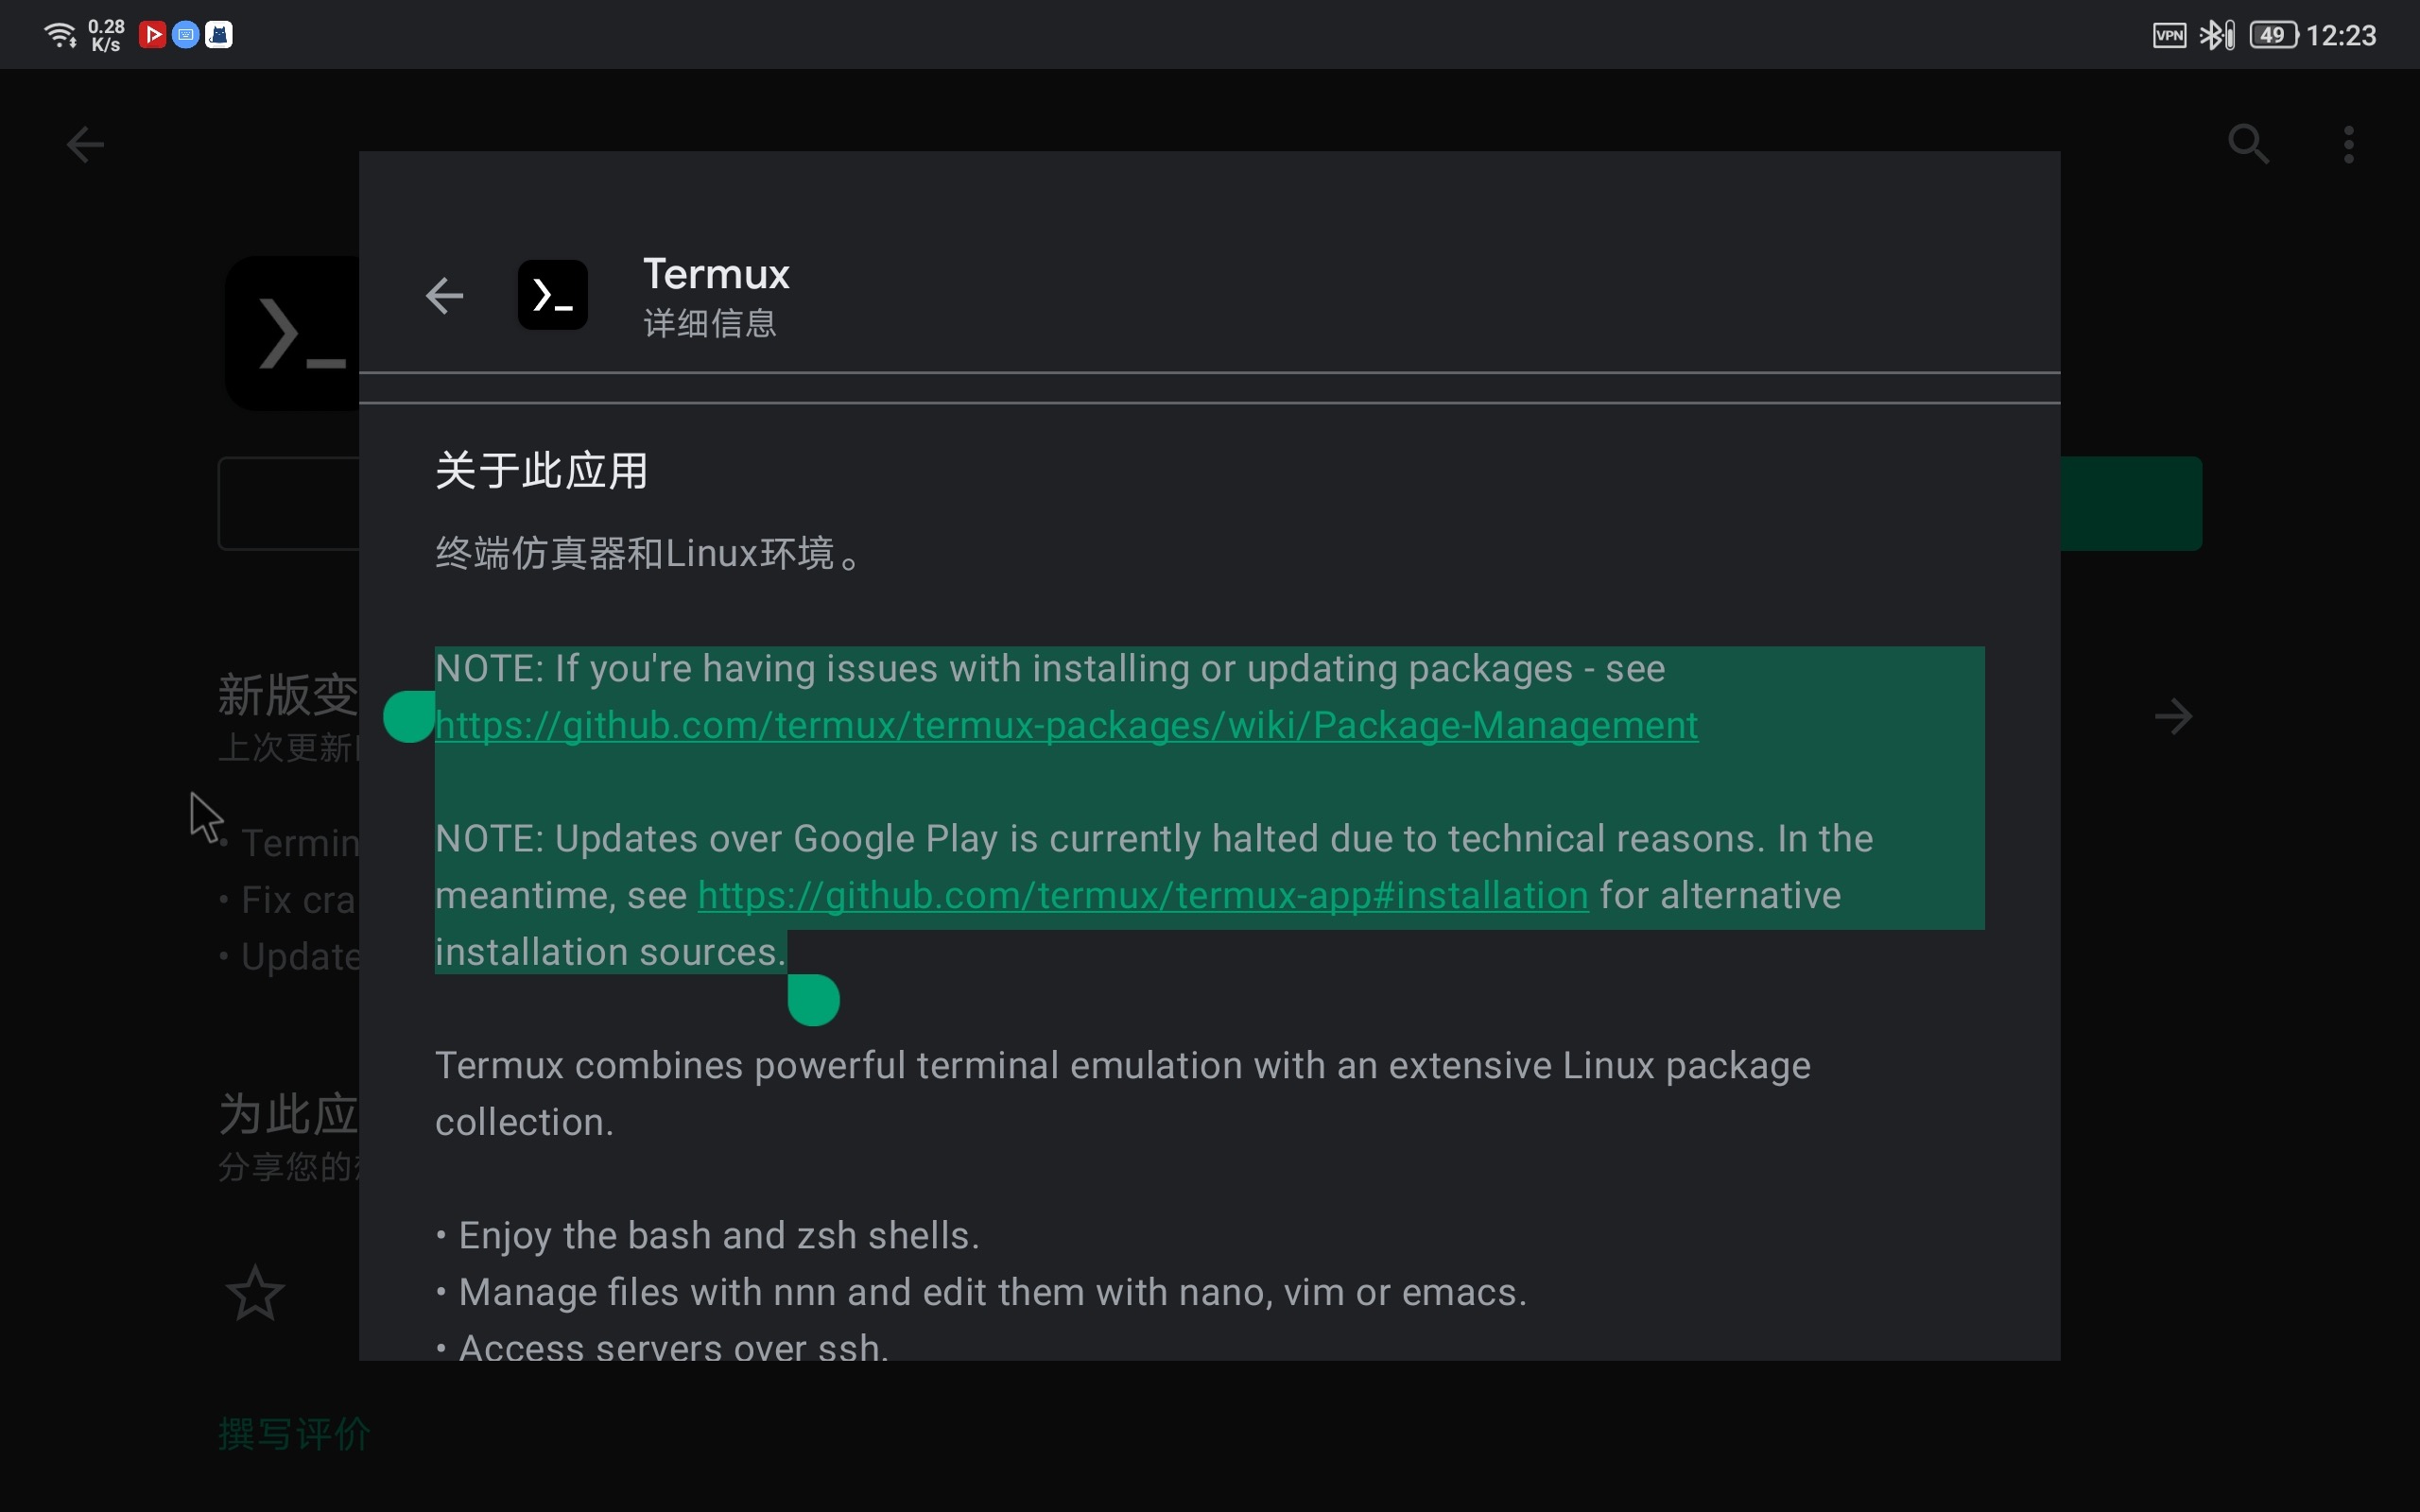 0.28
K/s
VPN
49
12:23
Termux
详细信息
关于此应用
终端仿真器和Linux环境。
NOTE: If you're having issues with installing or updating packages - see
https://github.com/termux/termux-packages/wiki/Package-Management
NOTE: Updates over Google Play is currently halted due to technical reasons. In the
meantime, see https://github.com/termux/termux-app#installation for alternative
installation sources.
Termux combines powerful terminal emulation with an extensive Linux package
collection.
• Enjoy the bash and zsh shells.
• Manage files with nnn and edit them with nano, vim or emacs.
• Access servers over ssh.
新版变
上次更新
• Termin
• Fix cra
• Update
为此应
分享您的
撰写评价